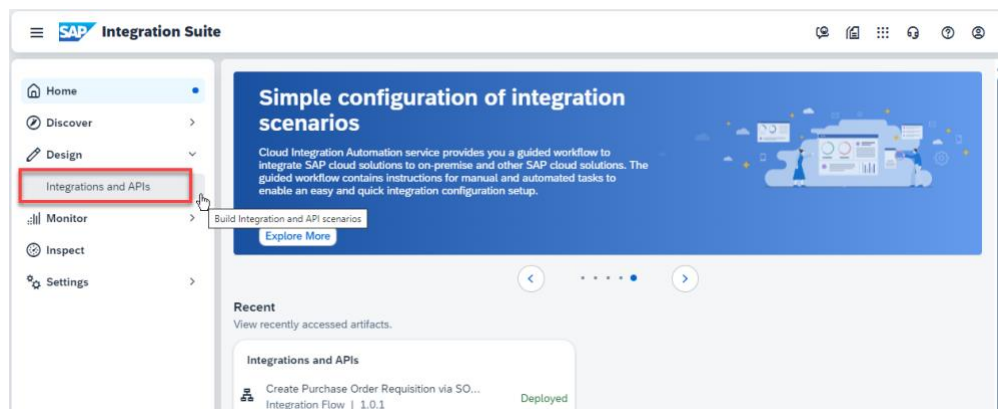 SAP Integration Suite
Home
Discover
Design
Integrations and APIs
Monitor
Inspect
Settings
Build Integration and API scenarios
Simple configuration of integration
scenarios
Cloud Integration Automation service provides you a guided workflow to
integrate SAP cloud solutions to on-premise and other SAP cloud solutions. The
guided workflow contains instructions for manual and automated tasks to
enable an easy and quick integration configuration setup.
Explore More
Recent
View recently accessed artifacts.
Integrations and APIs
Create Purchase Order Requisition via SO...
Integration Flow | 1.0.1
Deployed